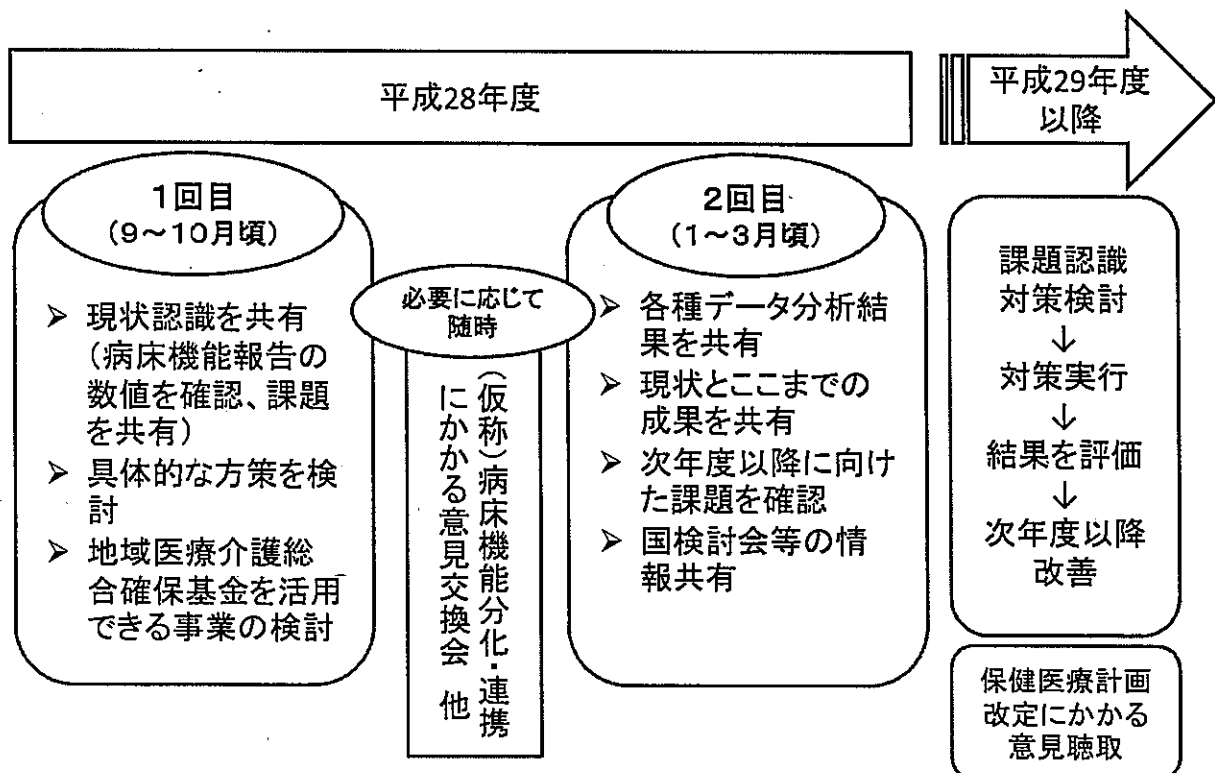 平成28年度
平成29年度
以降
1回目
(9～10月頃)
➢ 現状認識を共有
(病床機能報告の
数値を確認、課題
を共有)
➢ 具体的な方策を検
討
➢ 地域医療介護総
合確保基金を活用
できる事業の検討
必要に応じて
随時
(仮称)病床機能分化・連携
にかかる意見交換会 他
2回目
(1～3月頃)
➢ 各種データ分析結
果を共有
➢ 現状とここまでの
成果を共有
➢ 次年度以降に向け
た課題を確認
➢ 国検討会等の情
報共有
課題認識
対策検討
↓
対策実行
↓
結果を評価
↓
次年度以降
改善
保健医療計画
改定にかかる
意見聴取